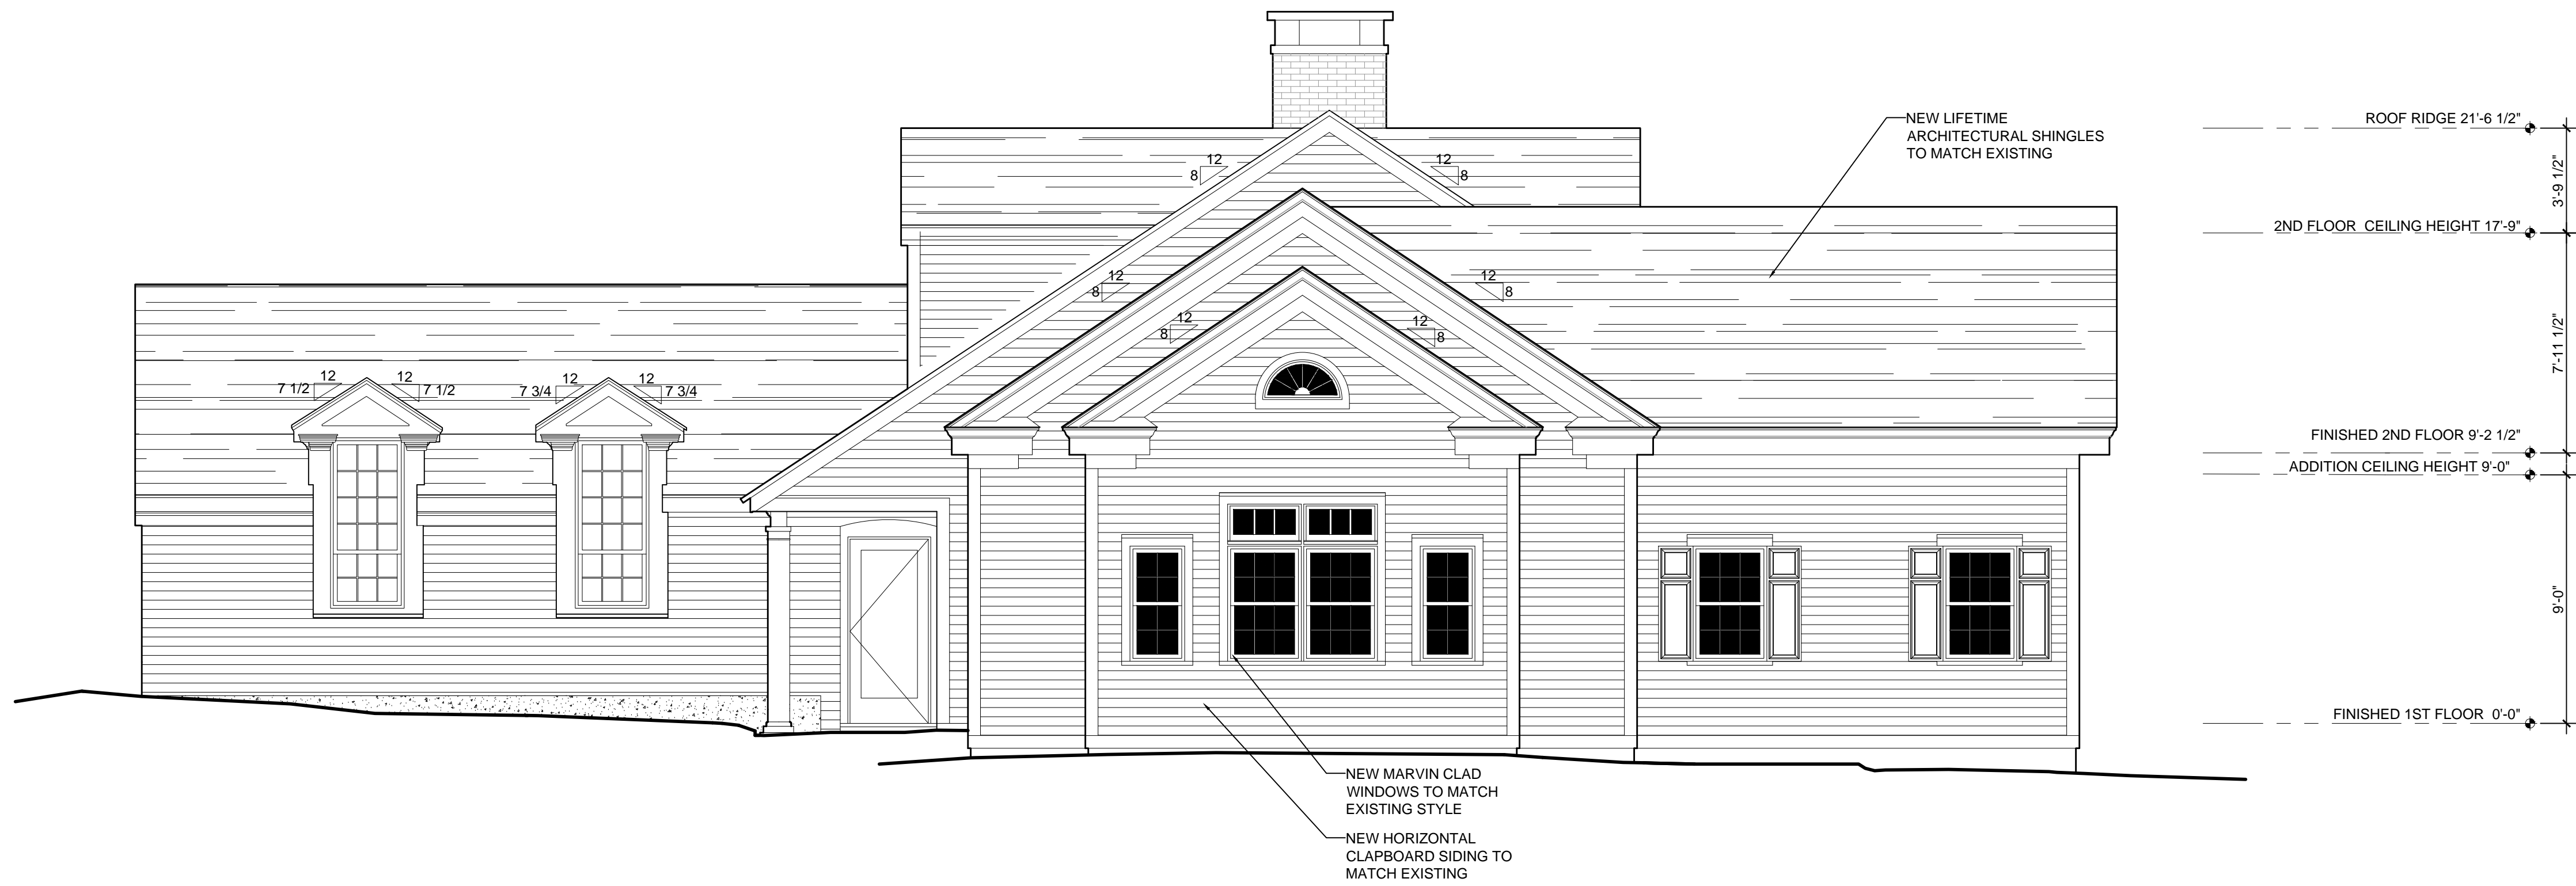 NEW LIFETIME
ARCHITECTURAL SHINGLES
TO MATCH EXISTING
ROOF RIDGE 21'-6 1/2"
3'-9 1/2"
12
8
12
8
2ND FLOOR CEILING HEIGHT 17'-9"
12
8
12
8
12
8
12
8
7'-11 1/2"
12
7 1/2
12
7 1/2
12
7 3/4
12
7 3/4
FINISHED 2ND FLOOR 9'-2 1/2"
ADDITION CEILING HEIGHT 9'-0"
9'-0"
FINISHED 1ST FLOOR 0'-0"
NEW MARVIN CLAD
WINDOWS TO MATCH
EXISTING STYLE
NEW HORIZONTAL
CLAPBOARD SIDING TO
MATCH EXISTING